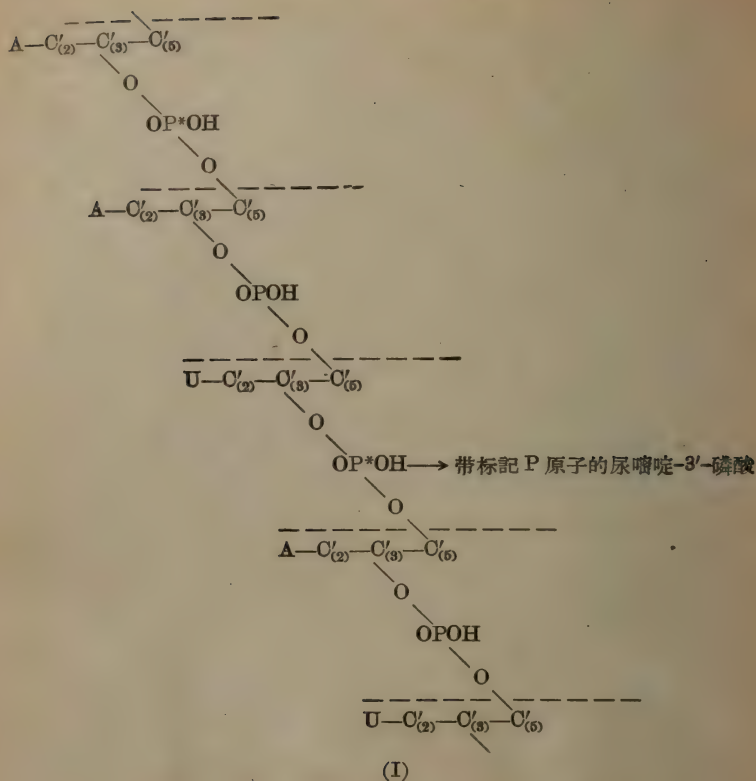 A—C′(2)—C′(3)—C′(5)
O
OP*OH
O
A—C′(2)—C′(3)—C′(5)
O
OPOH
O
U—C′(2)—C′(3)—C′(5)
O
OP*OH—→ 带标記 P 原子的尿嘧啶-3′-磷酸
O
A—C′(2)—C′(3)—C′(5)
O
OPOH
O
U—C′(2)—C′(3)—C′(5)
(I)